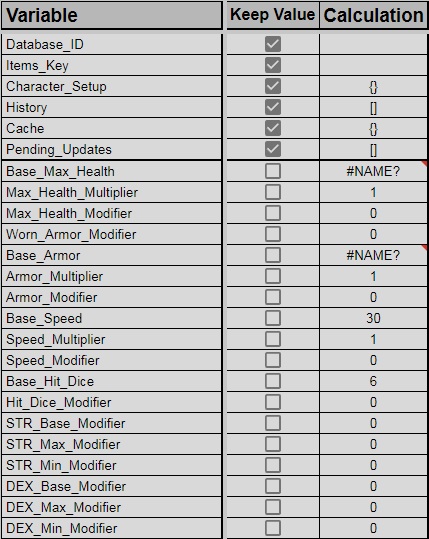 Variable Keep Value Calculation
Database_ID
Items_Key
Character_Setup {}
History []
Cache {}
Pending_Updates []
Base_Max_Health #NAME?
Max_Health_Multiplier 1
Max_Health_Modifier 0
Worn_Armor_Modifier 0
Base_Armor #NAME?
Armor_Multiplier 1
Armor_Modifier 0
Base_Speed 30
Speed_Multiplier 1
Speed_Modifier 0
Base_Hit_Dice 6
Hit_Dice_Modifier 0
STR_Base_Modifier 0
STR_Max_Modifier 0
STR_Min_Modifier 0
DEX_Base_Modifier 0
DEX_Max_Modifier 0
DEX_Min_Modifier 0